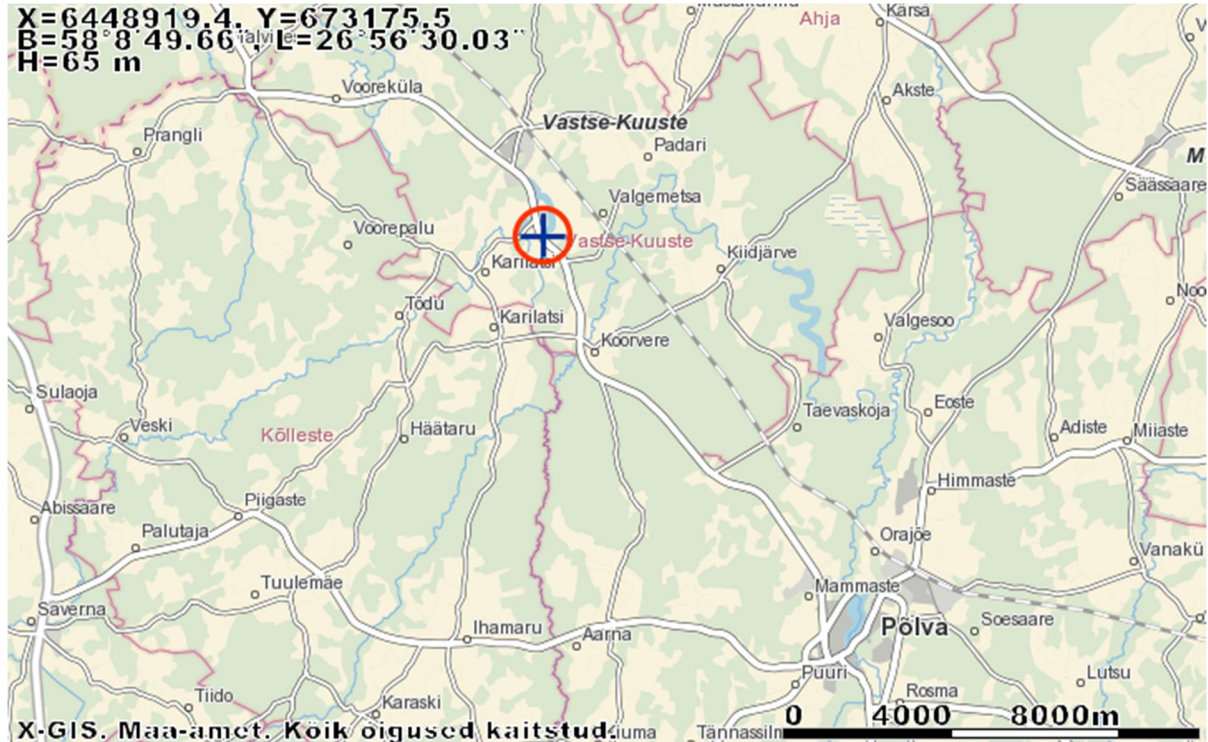 X=6448919.4, Y=673175.5
B=58°8'49.66", L=26°56'30.03"
H=65 m
Ahja
Kärsa
Vooreküla
Akste
Prangli
Vastse-Kuuste
Padari
M
Säässaare
Valgemetsa
Voorepalu
Vastse-Kuuste
Kiidjärve
Karilatsi
Tõdu
Noo
Karilatsi
Valgesoo
Koorvere
Sulaoja
Veski
Kõlleste
Häätaru
Taevaskoja
Eoste
Adiste
Miiaste
Himmaste
Piigaste
Abissaare
Palutaja
Orajõe
Vanakü
Tuulemäe
Mammaste
Saverna
Ihamaru
Aarna
Põlva
Soesaare
Puuri
Lutsu
Tiido
Karaski
Rosma
0 4000 8000m
X-GIS. Maa-amet. Kõik õigused kaitstud.
Tännassilm